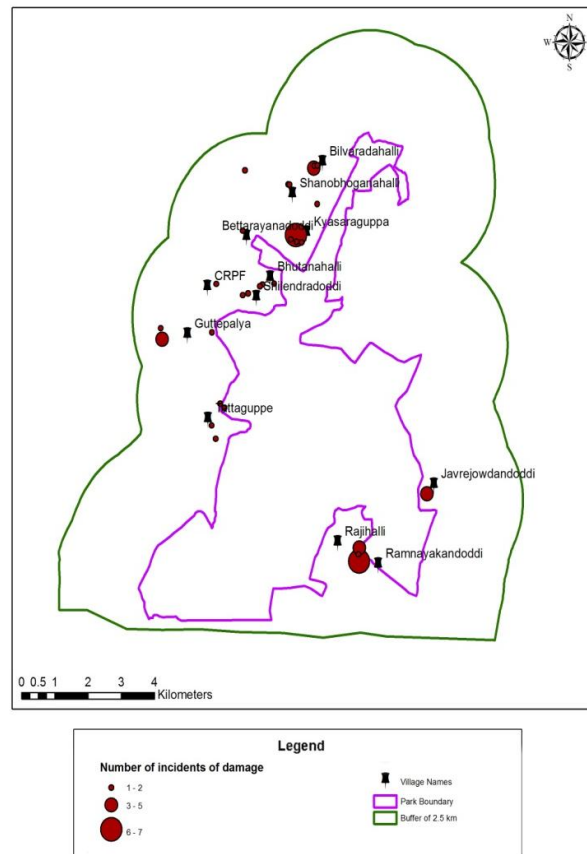 N
W E
S
Bilvaradahalli
Shanobhoganahalli
Kyasaraguppa
Bettarayanadoddi
Bhutanahalli
CRPF
Shilendradoddi
Guttepalya
Javrejowdandoddi
Rajihalli
Ramnayakandoddi
0 0.5 1 2 3 4
Kilometers
Legend
Number of incidents of damage
1 - 2
3 - 5
6 - 7
Village Names
Park Boundary
Buffer of 2.5 km